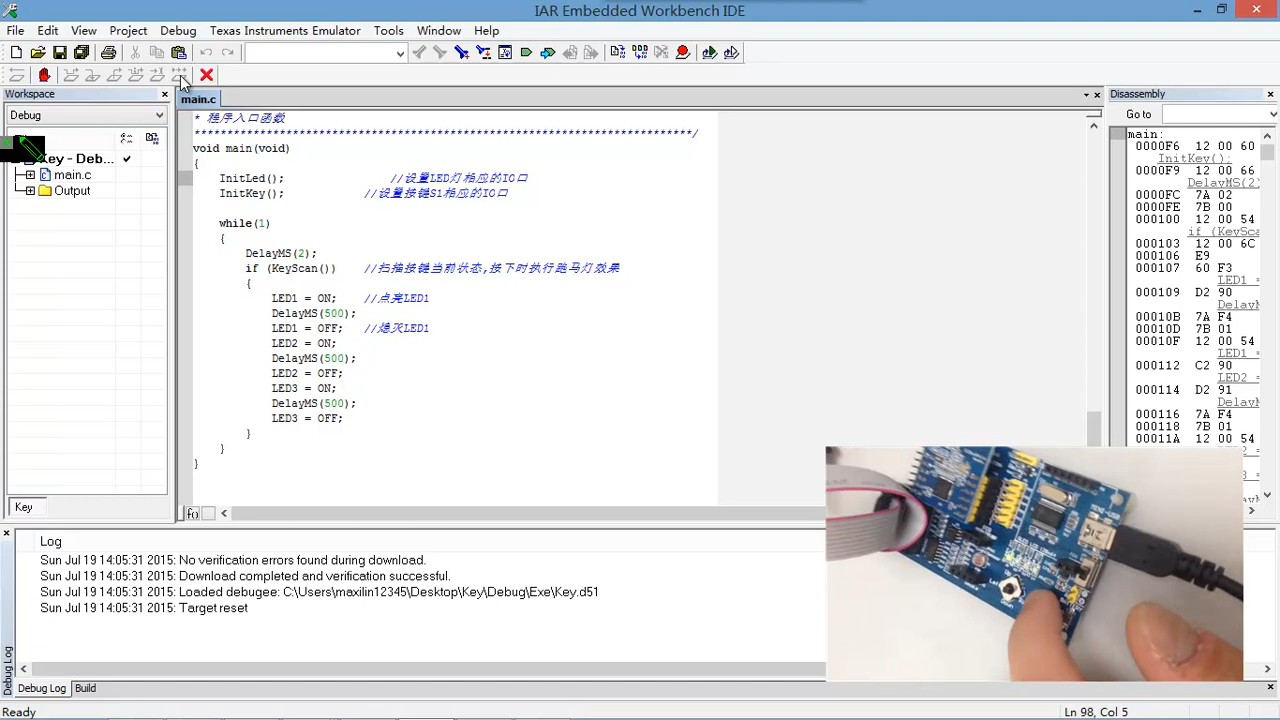 IAR Embedded Workbench IDE
File Edit View Project Debug Texas Instruments Emulator Tools Window Help
Workspace
Debug
Key - Deb...
main.c
Output
Key
main.c
* 程序入口函数
*****************************************************************************/
void main(void)
{
InitLed(); //设置LED灯相应的IO口
InitKey(); //设置按键S1相应的IO口
while(1)
{
DelayMS(2);
if (KeyScan()) //扫描按键当前状态,按下时执行跑马灯效果
{
LED1 = ON; //点亮LED1
DelayMS(500);
LED1 = OFF; //熄灭LED1
LED2 = ON;
DelayMS(500);
LED2 = OFF;
LED3 = ON;
DelayMS(500);
LED3 = OFF;
}
}
}
Disassembly
Go to
main:
0000F6 12 00 60
InitKey();
0000F9 12 00 70
DelayMS(2)
0000FC 7A 02
0000FE 7B 00
000100 12 00 54
if (KeySca
000103 12 00 6C
000106 E9
000107 60 F3
LED1 =
000109 D2 90
DelayM
00010B 7A F4
00010D 7B 01
00010F 12 00 54
LED1 =
000112 C2 90
LED2 =
000114 D2 91
DelayM
000116 7A F4
000118 7B 01
00011A 12 00 54
Log
Sun Jul 19 14:05:31 2015: No verification errors found during download.
Sun Jul 19 14:05:31 2015: Download completed and verification successful.
Sun Jul 19 14:05:31 2015: Loaded debugee: C:\Users\maxilin12345\Desktop\Key\Debug\Exe\Key.d51
Sun Jul 19 14:05:31 2015: Target reset
Debug Log
Debug Log Build
Ready
Ln 98, Col 5